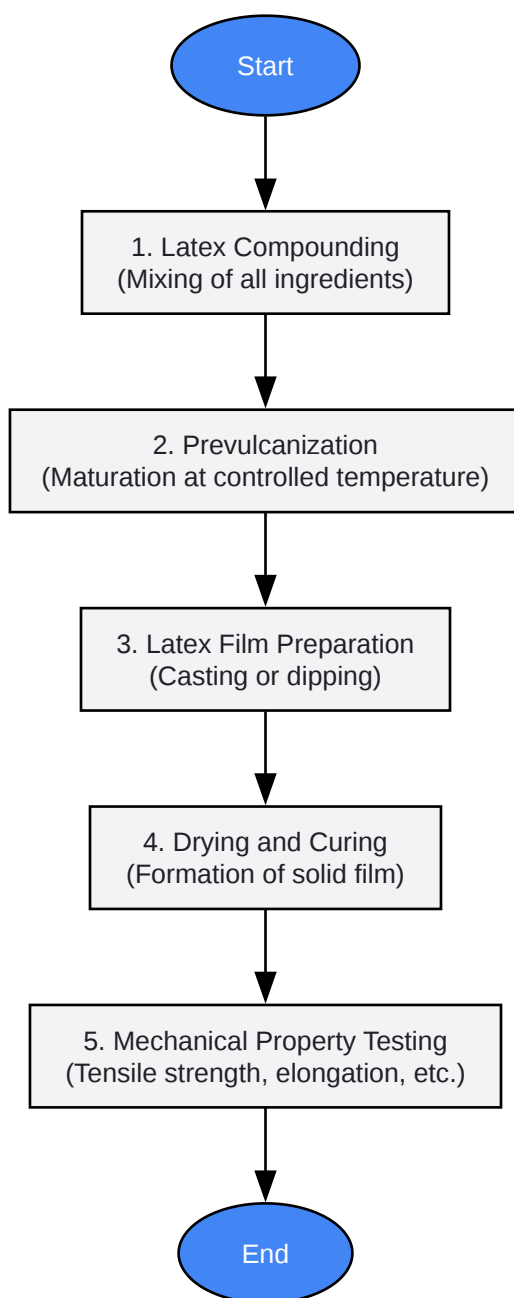 Start
1. Latex Compounding
(Mixing of all ingredients)
2. Prevulcanization
(Maturation at controlled temperature)
3. Latex Film Preparation
(Casting or dipping)
4. Drying and Curing
(Formation of solid film)
5. Mechanical Property Testing
(Tensile strength, elongation, etc.)
End